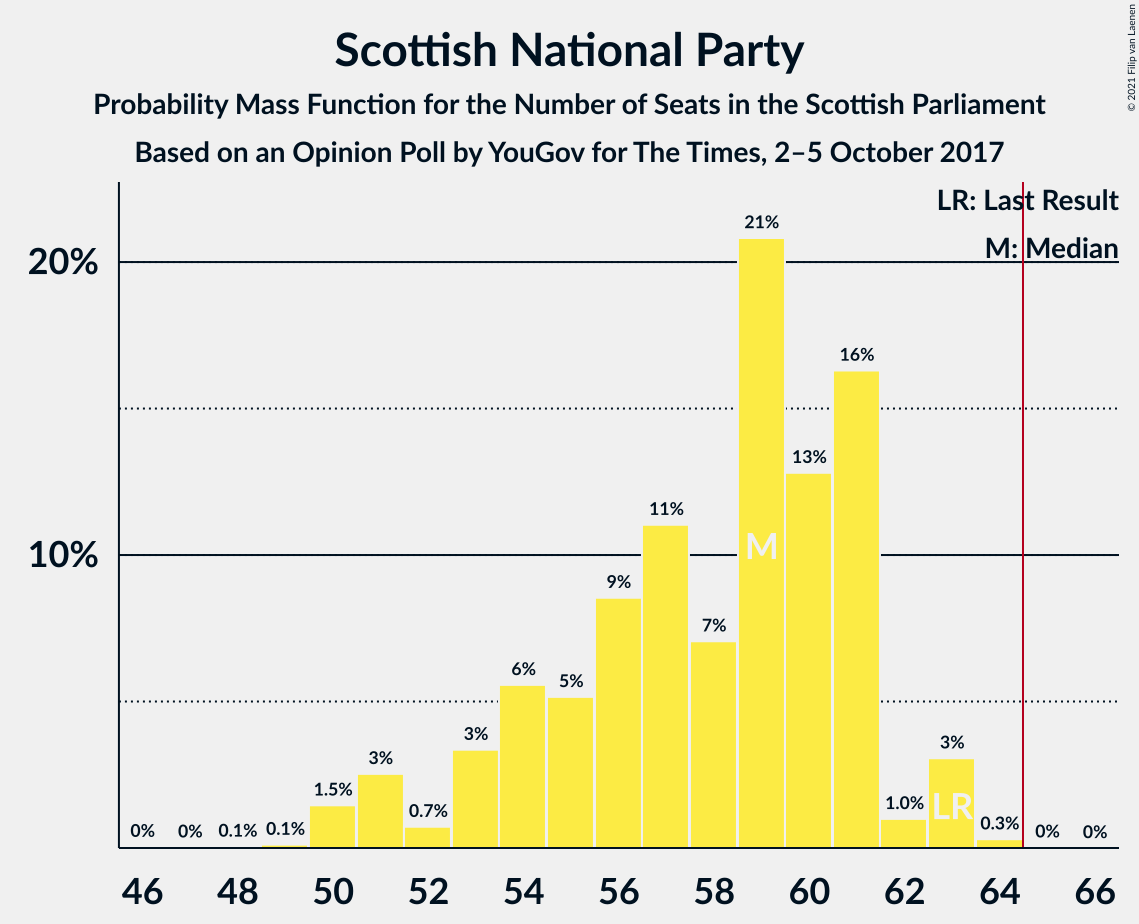 Scottish National Party
Probability Mass Function for the Number of Seats in the Scottish Parliament
Based on an Opinion Poll by YouGov for The Times, 2–5 October 2017
© 2021 Filip van Laenen
LR: Last Result
M: Median
20%
10%
0% 0% 0.1% 0.1% 1.5% 3% 0.7% 3% 6% 5% 9% 11% 7% 21% 13% 16% 1.0% 3% 0.3% 0% 0%
M
LR
46 48 50 52 54 56 58 60 62 64 66